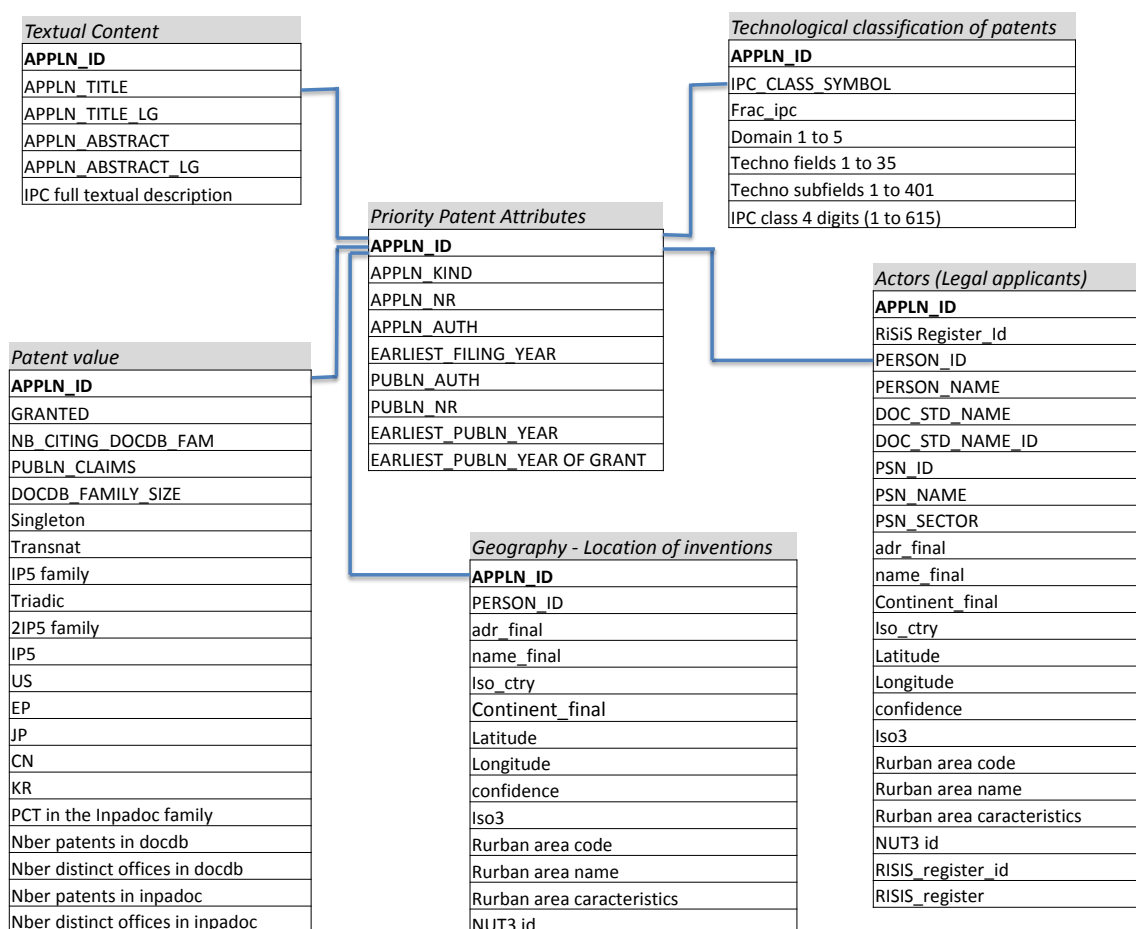 Textual Content
APPLN_ID
APPLN_TITLE
APPLN_TITLE_LG
APPLN_ABSTRACT
APPLN_ABSTRACT_LG
IPC full textual description
Technological classification of patents
APPLN_ID
IPC_CLASS_SYMBOL
Frac_ipc
Domain 1 to 5
Techno fields 1 to 35
Techno subfields 1 to 401
IPC class 4 digits (1 to 615)
Priority Patent Attributes
APPLN_ID
APPLN_KIND
APPLN_NR
APPLN_AUTH
EARLIEST_FILING_YEAR
PUBLN_AUTH
PUBLN_NR
EARLIEST_PUBLN_YEAR
EARLIEST_PUBLN_YEAR OF GRANT
Actors (Legal applicants)
APPLN_ID
RiSiS Register_Id
PERSON_ID
PERSON_NAME
DOC_STD_NAME
DOC_STD_NAME_ID
PSN_ID
PSN_NAME
PSN_SECTOR
adr_final
name_final
Continent_final
Iso_ctry
Latitude
Longitude
confidence
Iso3
Rurban area code
Rurban area name
Rurban area caracteristics
NUT3 id
RISIS_register_id
RISIS_register
Patent value
APPLN_ID
GRANTED
NB_CITING_DOCDB_FAM
PUBLN_CLAIMS
DOCDB_FAMILY_SIZE
Singleton
Transnat
IP5 family
Triadic
2IP5 family
IP5
US
EP
JP
CN
KR
PCT in the Inpadoc family
Nber patents in docdb
Nber distinct offices in docdb
Nber patents in inpadoc
Nber distinct offices in inpadoc
Geography - Location of inventions
APPLN_ID
PERSON_ID
adr_final
name_final
Iso_ctry
Continent_final
Latitude
Longitude
confidence
Iso3
Rurban area code
Rurban area name
Rurban area caracteristics
NUT3 id